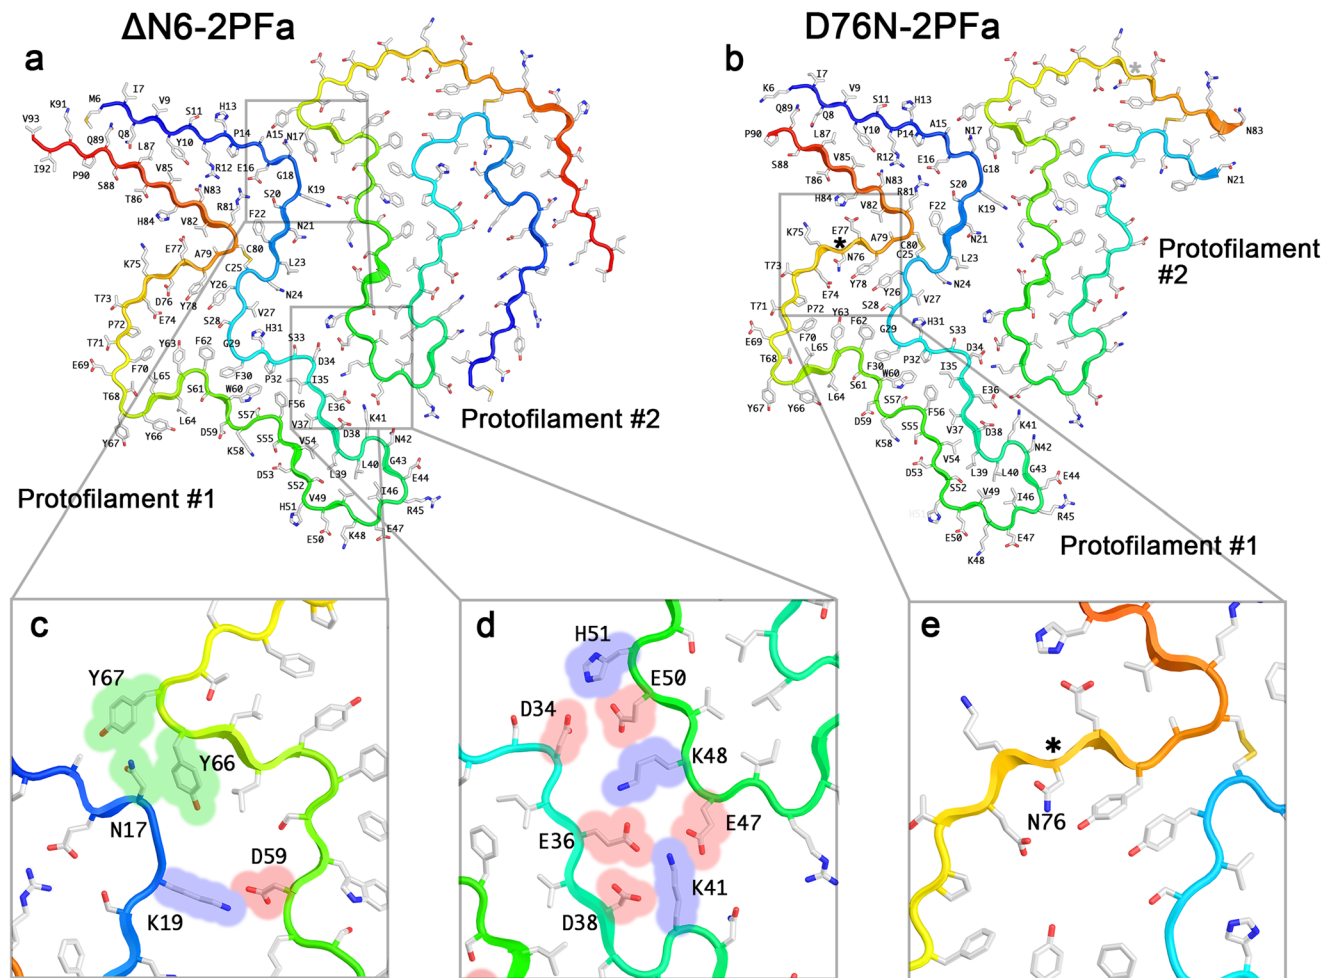 ΔN6-2PFa
D76N-2PFa
a
b
K91
M6
I7
V9
S11
H13
V93
Q89
Q8
Y10
P14
A15
N17
I92
P90
S88
L87
V85
R12
E16
G18
T86
N83
R81
S20
K19
H84
V82
F22
N21
E77
A79
C80
K75
C25
L23
T73
D76
Y78
Y26
N24
E74
V27
P72
S28
H31
T71
Y63
F62
G29
S33
D34
E69
F70
L65
F30
P32
I35
T68
S61
W60
F56
E36
K41
Y67
Y66
L64
D59
S57
V37
D38
N42
K58
S55
V54
G43
D53
L39
L40
E44
S52
V49
I46
R45
H51
E50
K48
E47
Protofilament #2
Protofilament #1
K6
I7
V9
S11
H13
Q89
Q8
P90
L87
Y10
P14
A15
N17
S88
V85
R12
E16
G18
T86
N83
R81
S20
K19
H84
V82
F22
N21
K75
E77
A79
C80
*
N76
C25
L23
T73
E74
Y78
Y26
N24
T71
P72
S28
V27
Y63
F62
G29
H31
S33
E69
F70
L65
P32
D34
T68
F30
W60
I35
S61
E36
Y67
Y66
L64
S57
F56
K41
D59
V37
D38
N42
K58
S55
V54
L39
L40
G43
D53
E44
S52
V49
I46
R45
H51
E50
E47
K48
*
N83
N21
Protofilament
#2
Protofilament #1
c
Y67
Y66
N17
D59
K19
d
H51
E50
D34
K48
E36
E47
K41
D38
e
*
N76